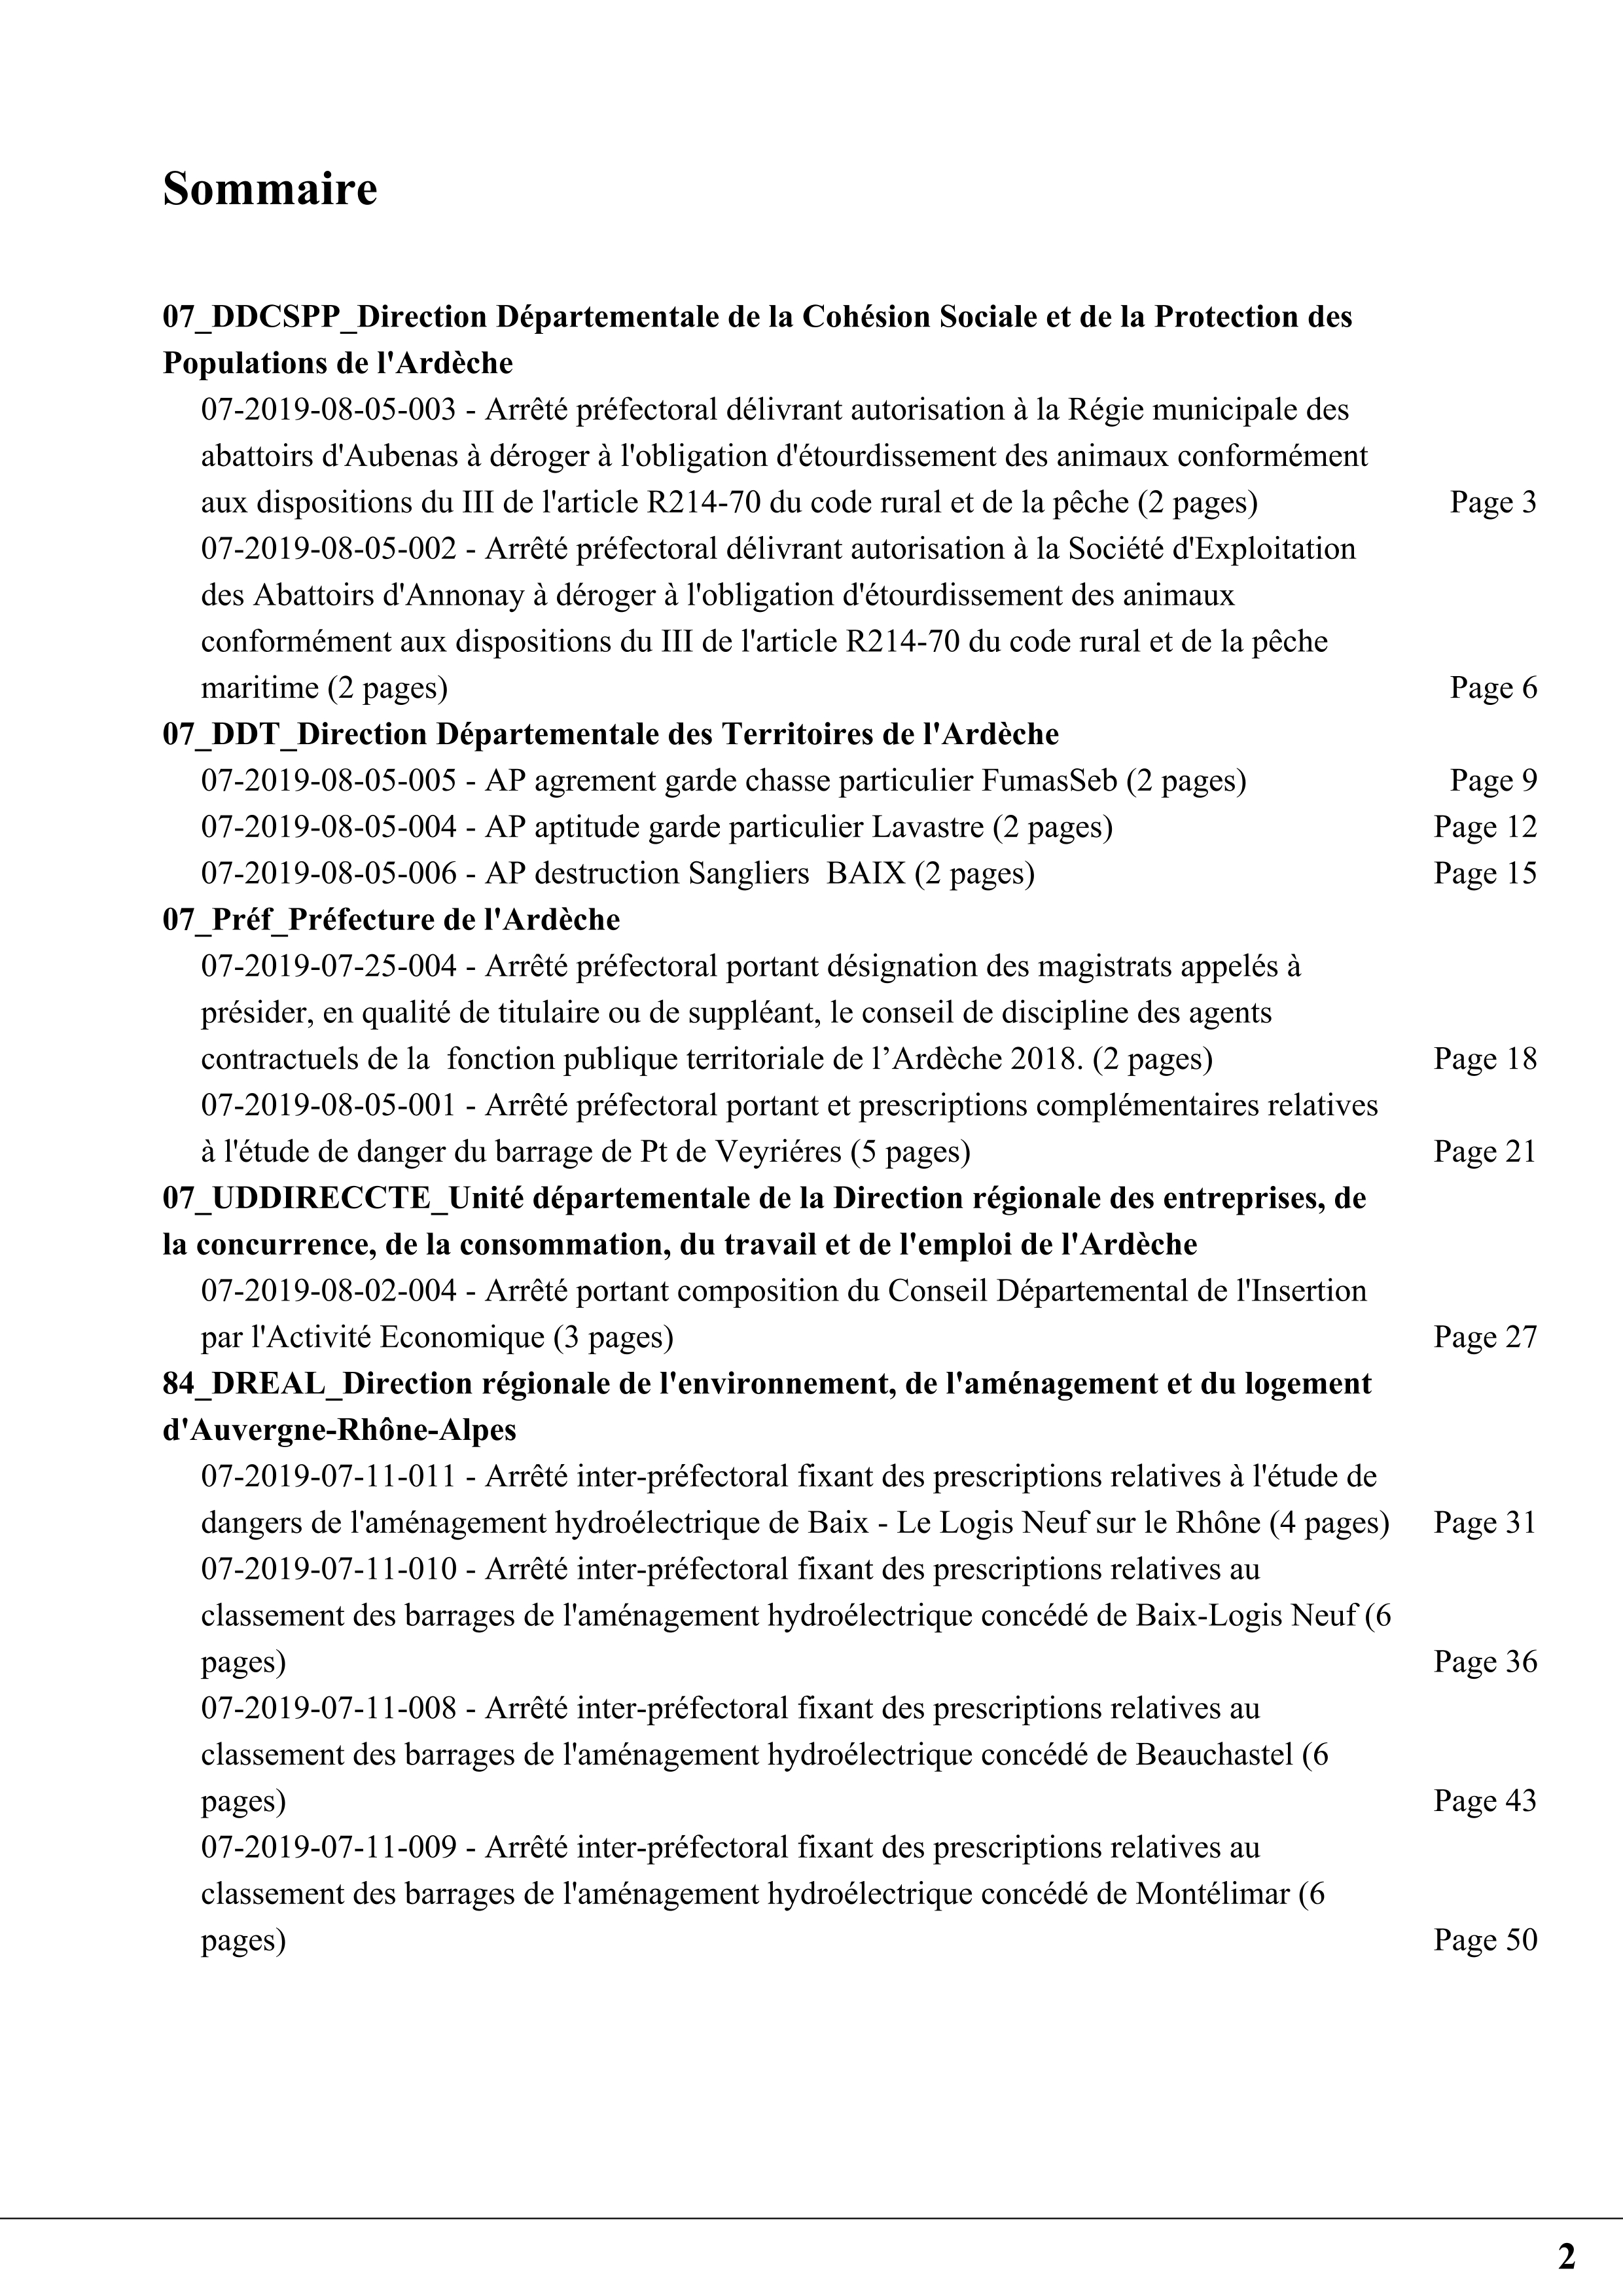 Sommaire
07_DDCSPP_Direction Départementale de la Cohésion Sociale et de la Protection des
Populations de l'Ardèche
07-2019-08-05-003 - Arrêté préfectoral délivrant autorisation à la Régie municipale des
abattoirs d'Aubenas à déroger à l'obligation d'étourdissement des animaux conformément
aux dispositions du III de l'article R214-70 du code rural et de la pêche (2 pages) Page 3
07-2019-08-05-002 - Arrêté préfectoral délivrant autorisation à la Société d'Exploitation
des Abattoirs d'Annonay à déroger à l'obligation d'étourdissement des animaux
conformément aux dispositions du III de l'article R214-70 du code rural et de la pêche
maritime (2 pages) Page 6
07_DDT_Direction Départementale des Territoires de l'Ardèche
07-2019-08-05-005 - AP agrement garde chasse particulier FumasSeb (2 pages) Page 9
07-2019-08-05-004 - AP aptitude garde particulier Lavastre (2 pages) Page 12
07-2019-08-05-006 - AP destruction Sangliers  BAIX (2 pages) Page 15
07_Préf_Préfecture de l'Ardèche
07-2019-07-25-004 - Arrêté préfectoral portant désignation des magistrats appelés à
présider, en qualité de titulaire ou de suppléant, le conseil de discipline des agents
contractuels de la  fonction publique territoriale de l’Ardèche 2018. (2 pages) Page 18
07-2019-08-05-001 - Arrêté préfectoral portant et prescriptions complémentaires relatives
à l'étude de danger du barrage de Pt de Veyriéres (5 pages) Page 21
07_UDDIRECCTE_Unité départementale de la Direction régionale des entreprises, de
la concurrence, de la consommation, du travail et de l'emploi de l'Ardèche
07-2019-08-02-004 - Arrêté portant composition du Conseil Départemental de l'Insertion
par l'Activité Economique (3 pages) Page 27
84_DREAL_Direction régionale de l'environnement, de l'aménagement et du logement
d'Auvergne-Rhône-Alpes
07-2019-07-11-011 - Arrêté inter-préfectoral fixant des prescriptions relatives à l'étude de
dangers de l'aménagement hydroélectrique de Baix - Le Logis Neuf sur le Rhône (4 pages) Page 31
07-2019-07-11-010 - Arrêté inter-préfectoral fixant des prescriptions relatives au
classement des barrages de l'aménagement hydroélectrique concédé de Baix-Logis Neuf (6
pages) Page 36
07-2019-07-11-008 - Arrêté inter-préfectoral fixant des prescriptions relatives au
classement des barrages de l'aménagement hydroélectrique concédé de Beauchastel (6
pages) Page 43
07-2019-07-11-009 - Arrêté inter-préfectoral fixant des prescriptions relatives au
classement des barrages de l'aménagement hydroélectrique concédé de Montélimar (6
pages) Page 50
2